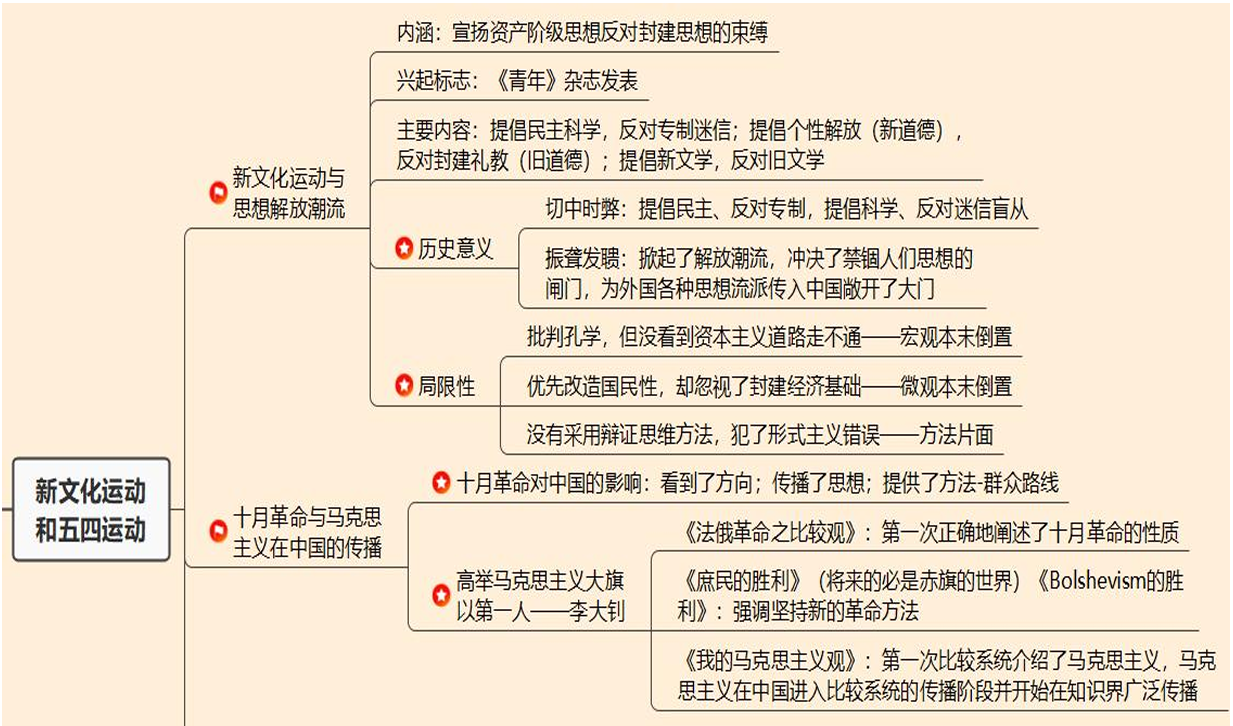 内涵：宣扬资产阶级思想反对封建思想的束缚
兴起标志：《青年》杂志发表
主要内容：提倡民主科学，反对专制迷信；提倡个性解放（新道德），
反对封建礼教（旧道德）；提倡新文学，反对旧文学
新文化运动与
思想解放潮流
历史意义
切中时弊：提倡民主、反对专制，提倡科学、反对迷信盲从
振聋发聩：掀起了解放潮流，冲决了禁锢人们思想的
闸门，为外国各种思想流派传入中国敞开了大门
局限性
批判孔学，但没看到资本主义道路走不通——宏观本末倒置
优先改造国民性，却忽视了封建经济基础——微观本末倒置
没有采用辩证思维方法，犯了形式主义错误——方法片面
新文化运动
和五四运动
十月革命与马克思
主义在中国的传播
十月革命对中国的影响：看到了方向；传播了思想；提供了方法-群众路线
高举马克思主义大旗
以第一人——李大钊
《法俄革命之比较观》：第一次正确地阐述了十月革命的性质
《庶民的胜利》（将来的必是赤旗的世界）《Bolshevism的胜
利》：强调坚持新的革命方法
《我的马克思主义观》：第一次比较系统介绍了马克思主义，马克
思主义在中国进入比较系统的传播阶段并开始在知识界广泛传播